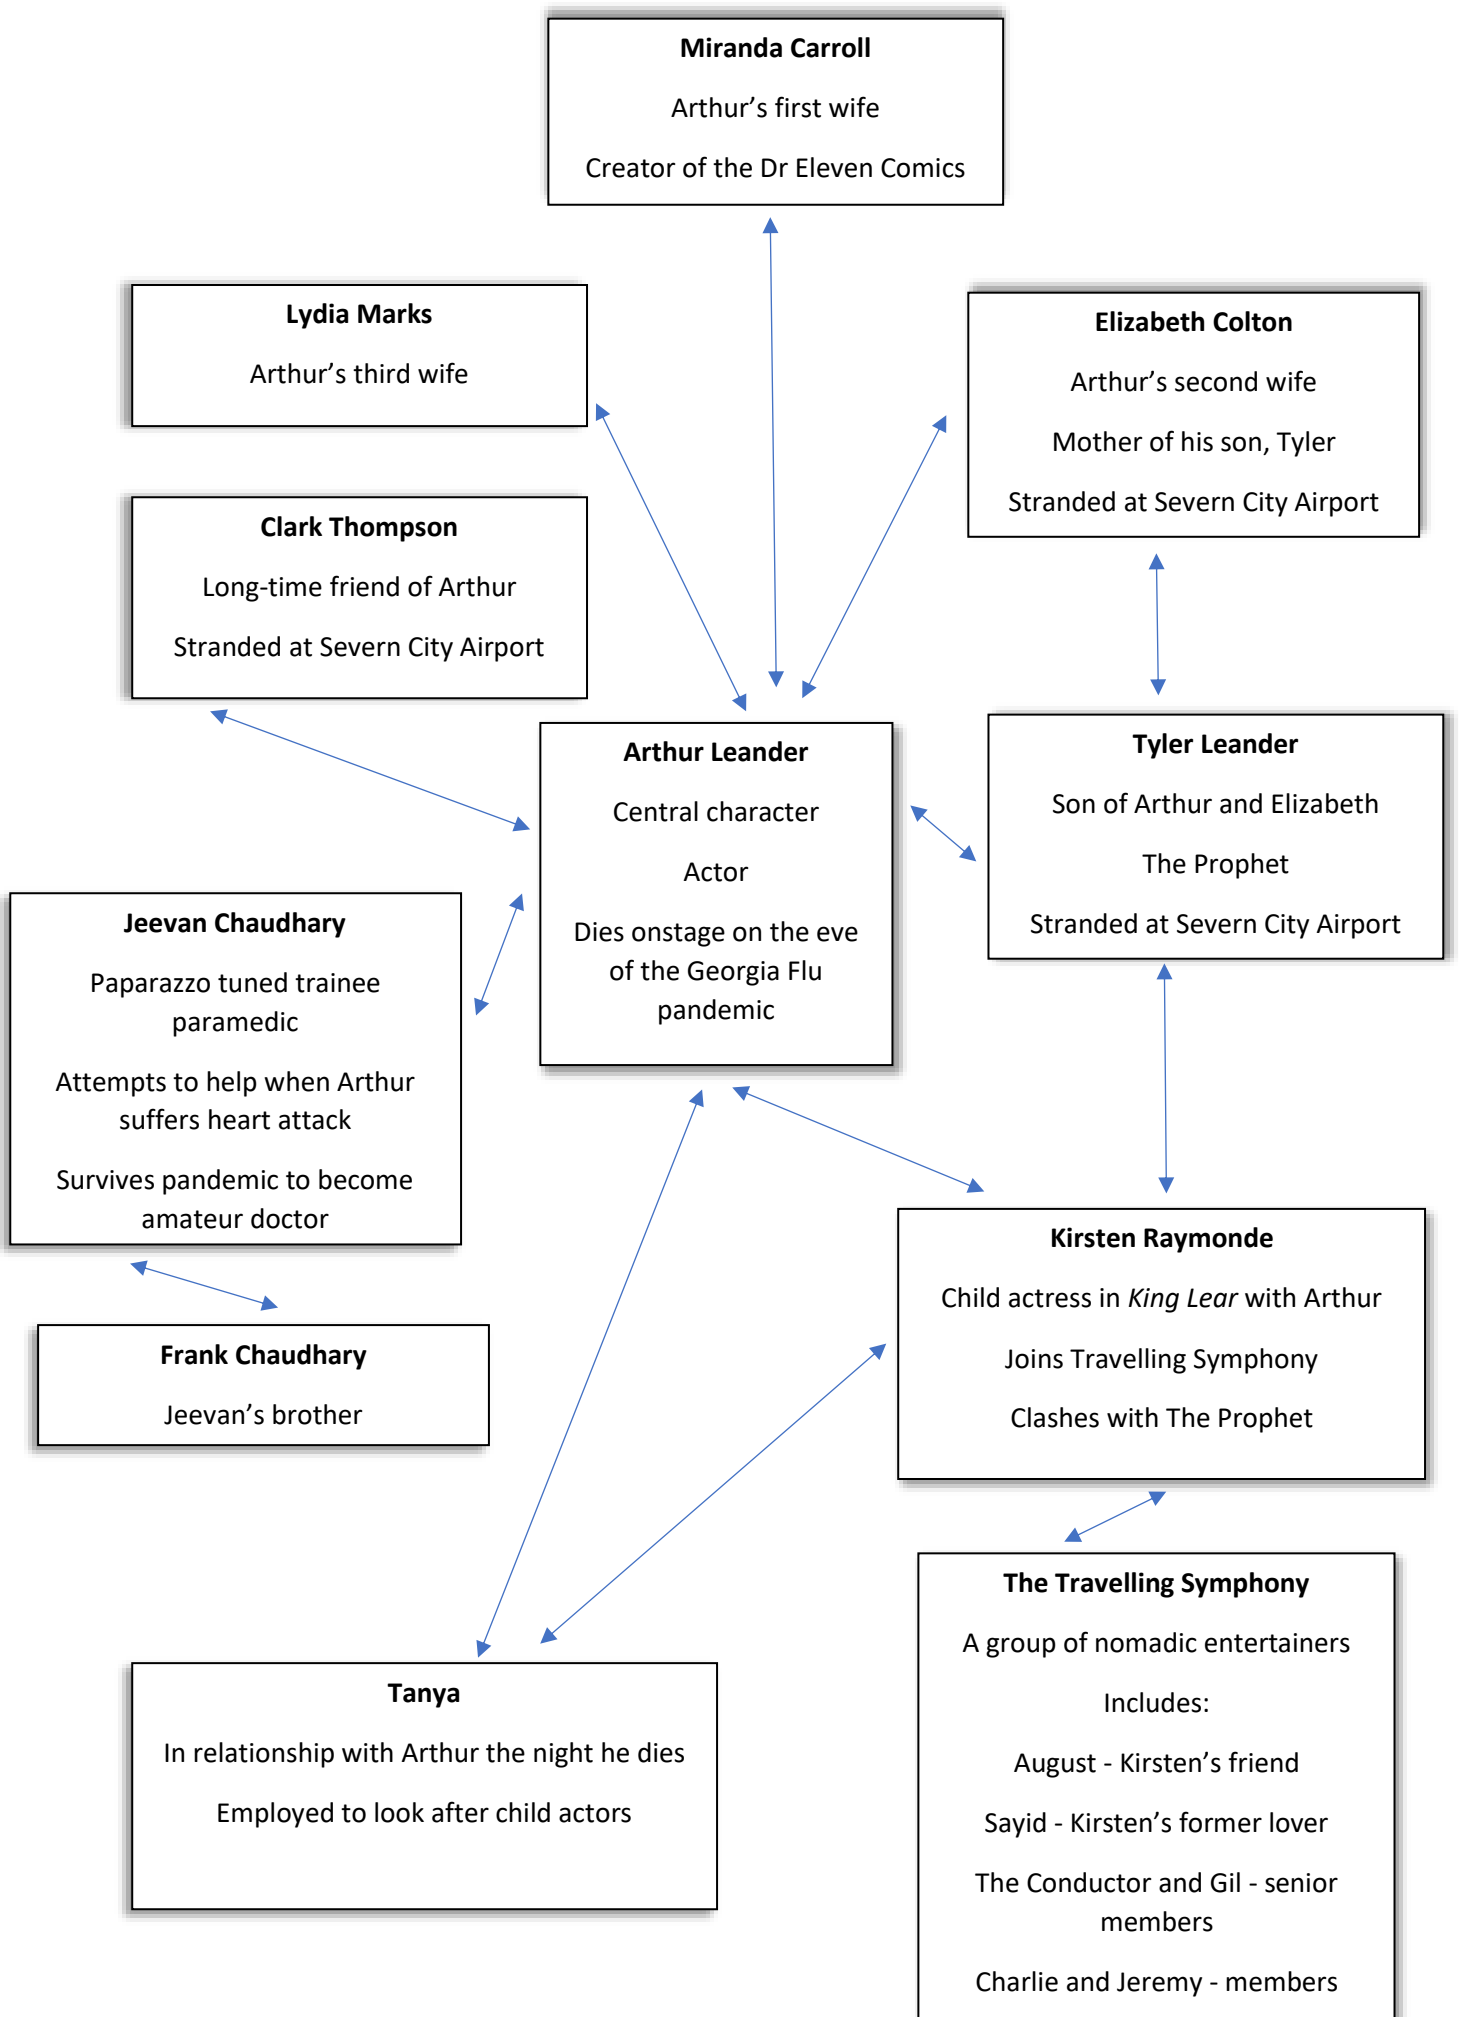 Miranda Carroll
Arthur’s first wife
Creator of the Dr Eleven Comics
Lydia Marks
Arthur’s third wife
Elizabeth Colton
Arthur’s second wife
Mother of his son, Tyler
Stranded at Severn City Airport
Clark Thompson
Long-time friend of Arthur
Stranded at Severn City Airport
Arthur Leander
Central character
Actor
Dies onstage on the eve
of the Georgia Flu
pandemic
Tyler Leander
Son of Arthur and Elizabeth
The Prophet
Stranded at Severn City Airport
Jeevan Chaudhary
Paparazzo tuned trainee
paramedic
Attempts to help when Arthur
suffers heart attack
Survives pandemic to become
amateur doctor
Frank Chaudhary
Jeevan’s brother
Kirsten Raymonde
Child actress in King Lear with Arthur
Joins Travelling Symphony
Clashes with The Prophet
Tanya
In relationship with Arthur the night he dies
Employed to look after child actors
The Travelling Symphony
A group of nomadic entertainers
Includes:
August - Kirsten’s friend
Sayid - Kirsten’s former lover
The Conductor and Gil - senior
members
Charlie and Jeremy - members